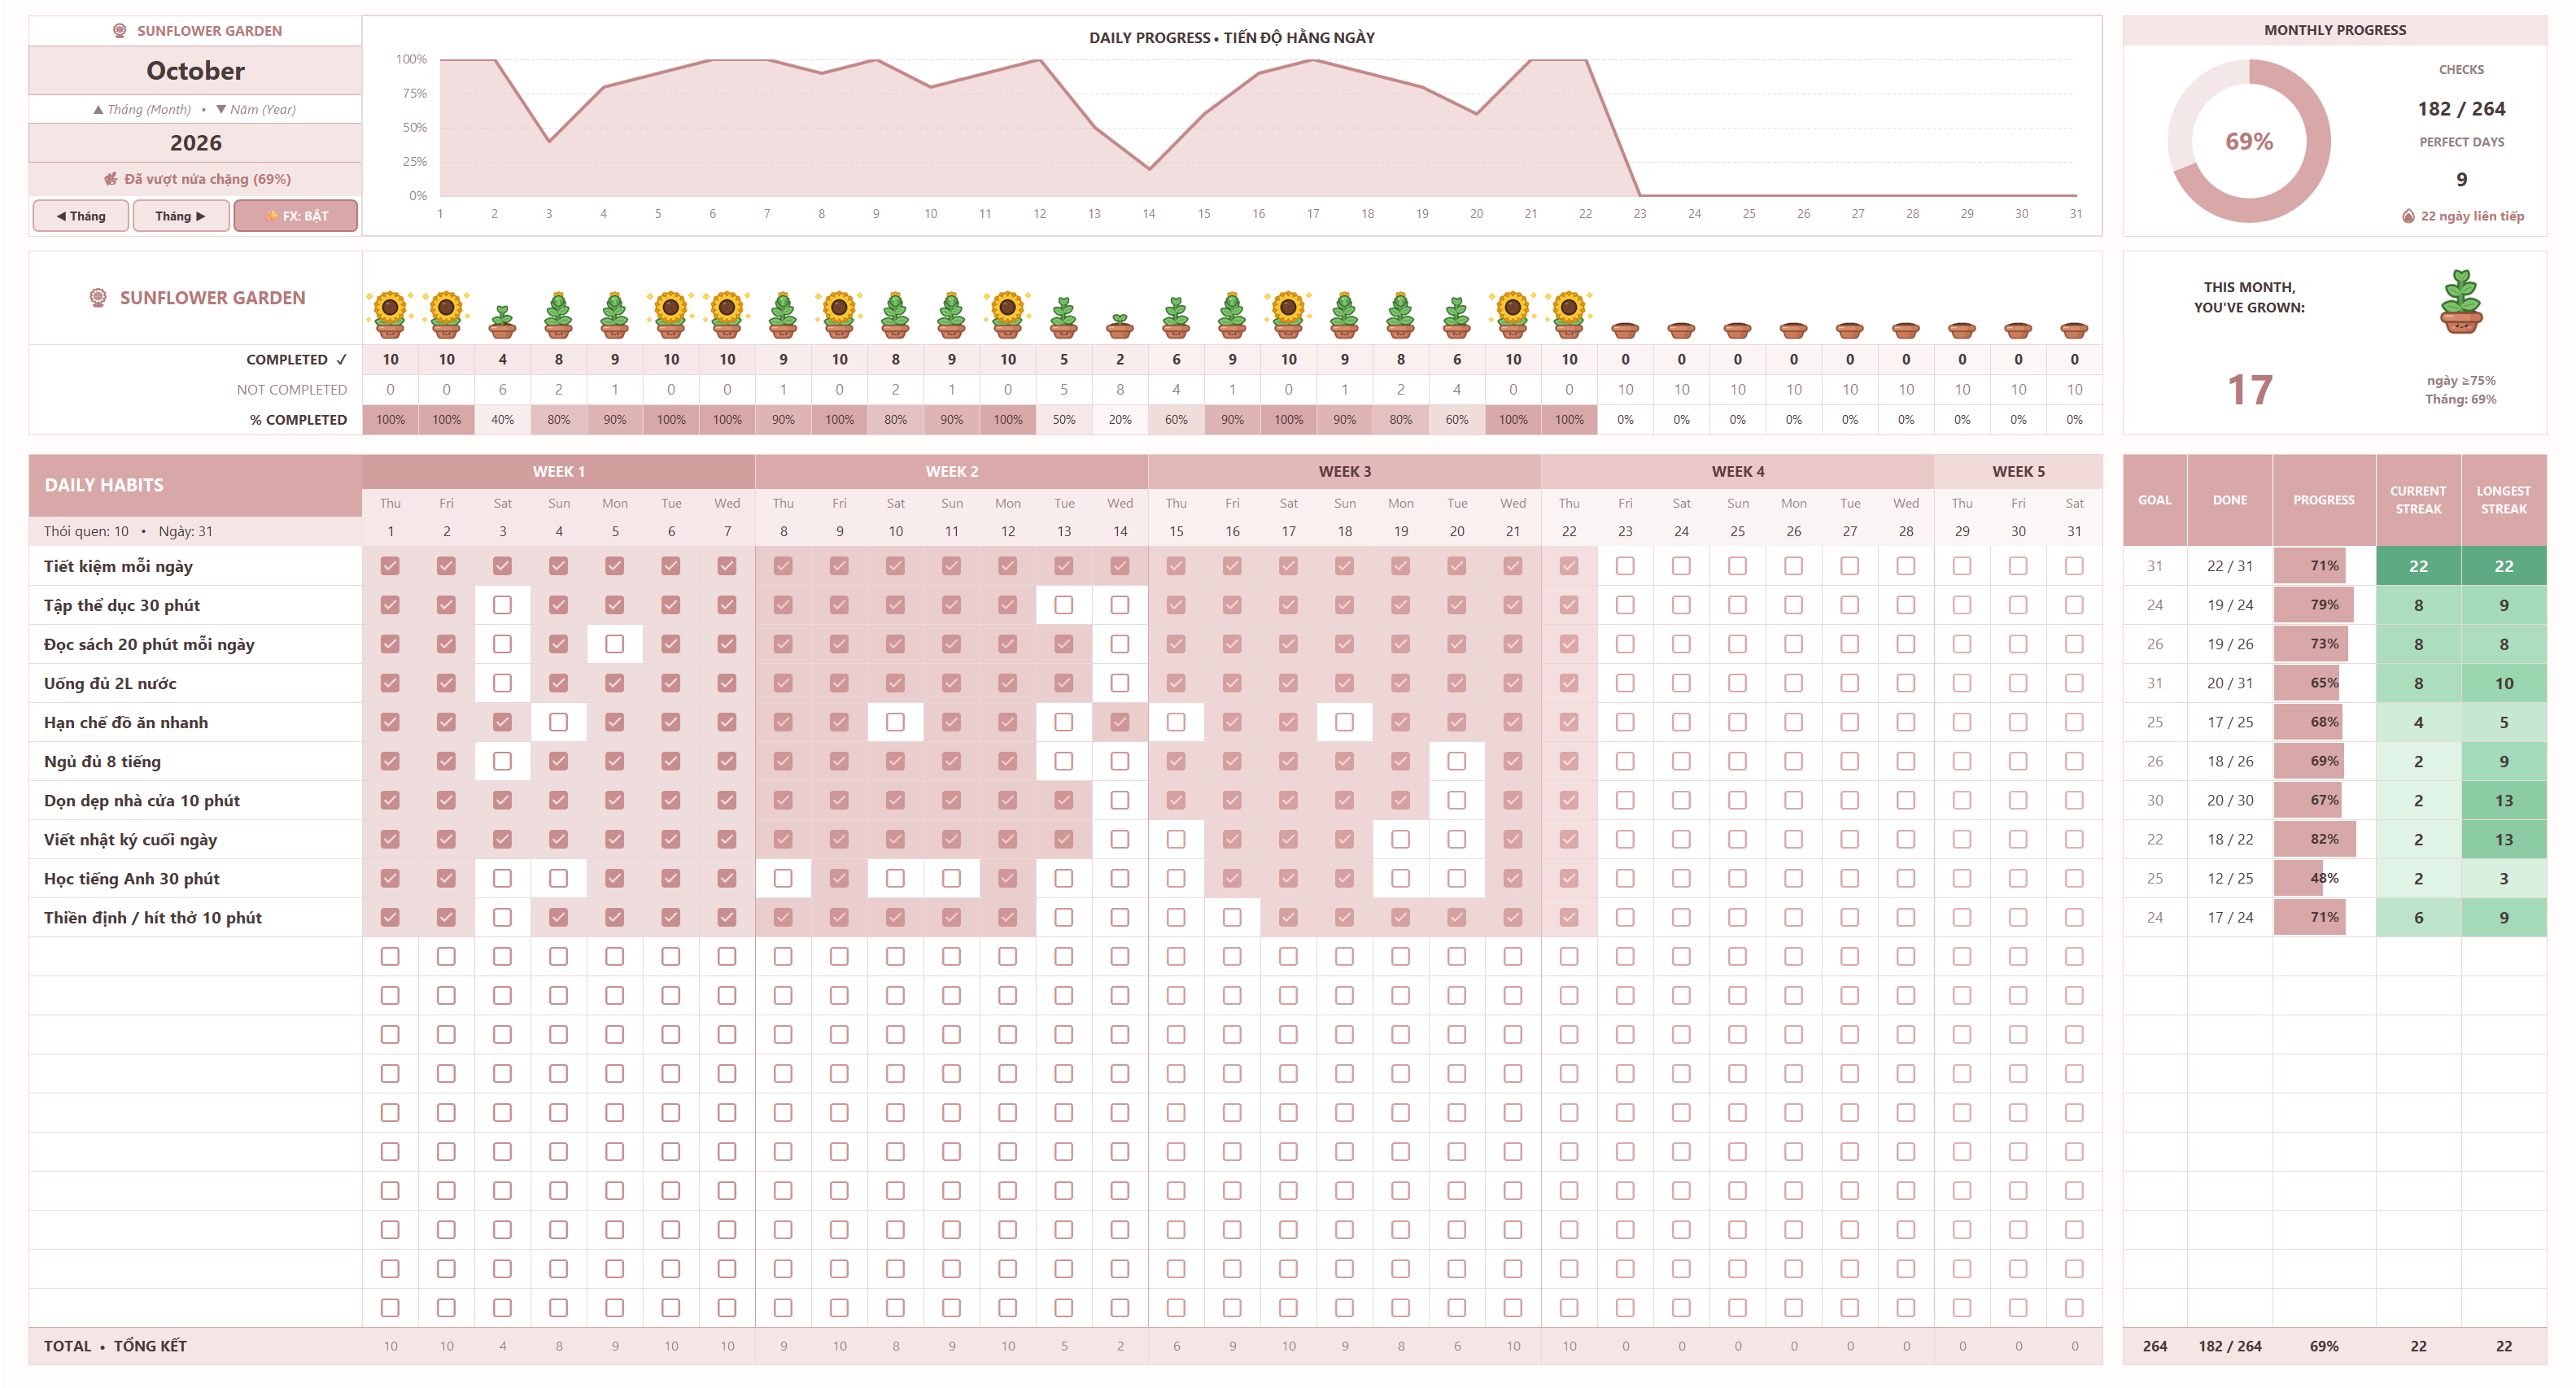 SUNFLOWER GARDEN
October
▲ Tháng (Month) • ▼ Năm (Year)
2026
Đã vượt nửa chặng (69%)
◀ Tháng Tháng ▶ FX: BẬT
DAILY PROGRESS • TIẾN ĐỘ HẰNG NGÀY
100%
75%
50%
25%
0%
1 2 3 4 5 6 7 8 9 10 11 12 13 14 15 16 17 18 19 20 21 22 23 24 25 26 27 28 29 30 31
MONTHLY PROGRESS
69%
CHECKS
182 / 264
PERFECT DAYS
9
22 ngày liên tiếp
SUNFLOWER GARDEN
COMPLETED ✓ 10 10 4 8 9 10 10 9 10 8 9 10 5 2 6 9 10 9 8 6 10 10 0 0 0 0 0 0 0 0 0
NOT COMPLETED 0 0 6 2 1 0 0 1 0 2 1 0 5 8 4 1 0 1 2 4 0 0 10 10 10 10 10 10 10 10 10
% COMPLETED 100% 100% 40% 80% 90% 100% 100% 90% 100% 80% 90% 100% 50% 20% 60% 90% 100% 90% 80% 60% 100% 100% 0% 0% 0% 0% 0% 0% 0% 0% 0%
THIS MONTH,
YOU'VE GROWN:
17
ngày ≥75%
Tháng: 69%
DAILY HABITS WEEK 1 WEEK 2 WEEK 3 WEEK 4 WEEK 5
Thu Fri Sat Sun Mon Tue Wed Thu Fri Sat Sun Mon Tue Wed Thu Fri Sat Sun Mon Tue Wed Thu Fri Sat Sun Mon Tue Wed Thu Fri Sat
Thói quen: 10 • Ngày: 31 1 2 3 4 5 6 7 8 9 10 11 12 13 14 15 16 17 18 19 20 21 22 23 24 25 26 27 28 29 30 31
GOAL DONE PROGRESS CURRENT STREAK LONGEST STREAK
Tiết kiệm mỗi ngày 31 22 / 31 71% 22 22
Tập thể dục 30 phút 24 19 / 24 79% 8 9
Đọc sách 20 phút mỗi ngày 26 19 / 26 73% 8 8
Uống đủ 2L nước 31 20 / 31 65% 8 10
Hạn chế đồ ăn nhanh 25 17 / 25 68% 4 5
Ngủ đủ 8 tiếng 26 18 / 26 69% 2 9
Dọn dẹp nhà cửa 10 phút 30 20 / 30 67% 2 13
Viết nhật ký cuối ngày 22 18 / 22 82% 2 13
Học tiếng Anh 30 phút 25 12 / 25 48% 2 3
Thiền định / hít thở 10 phút 24 17 / 24 71% 6 9
TOTAL • TỔNG KẾT 10 10 4 8 9 10 10 9 10 8 9 10 5 2 6 9 10 9 8 6 10 10 0 0 0 0 0 0 0 0 0 264 182 / 264 69% 22 22